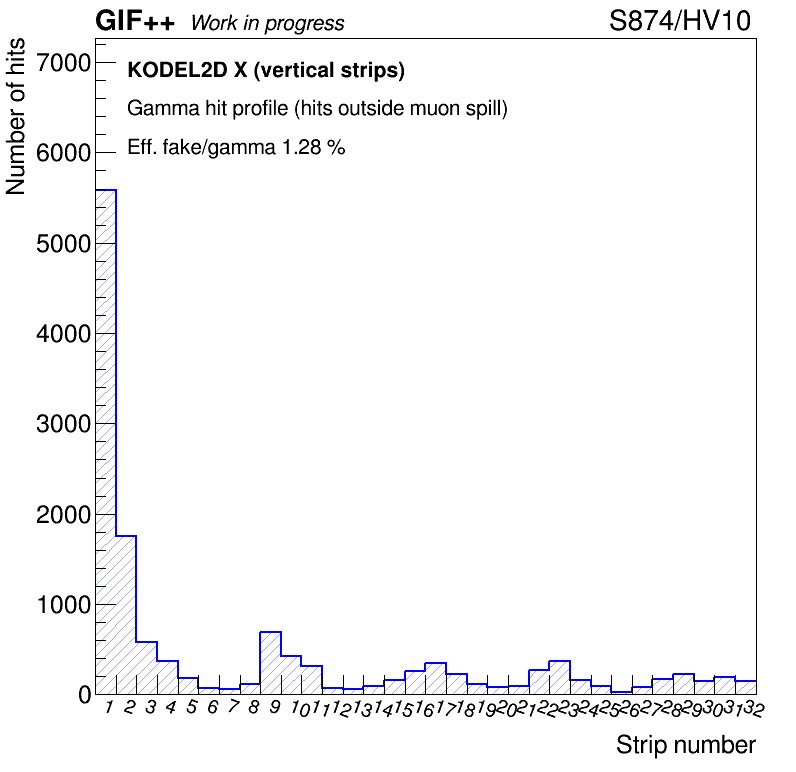 GIF++ Work in progress S874/HV10
Number of hits
KODEL2D X (vertical strips)
Gamma hit profile (hits outside muon spill)
Eff. fake/gamma 1.28 %
7000
6000
5000
4000
3000
2000
1000
0
1 2 3 4 5 6 7 8 9 10 11 12 13 14 15 16 17 18 19 20 21 22 23 24 25 26 27 28 29 30 31 32
Strip number